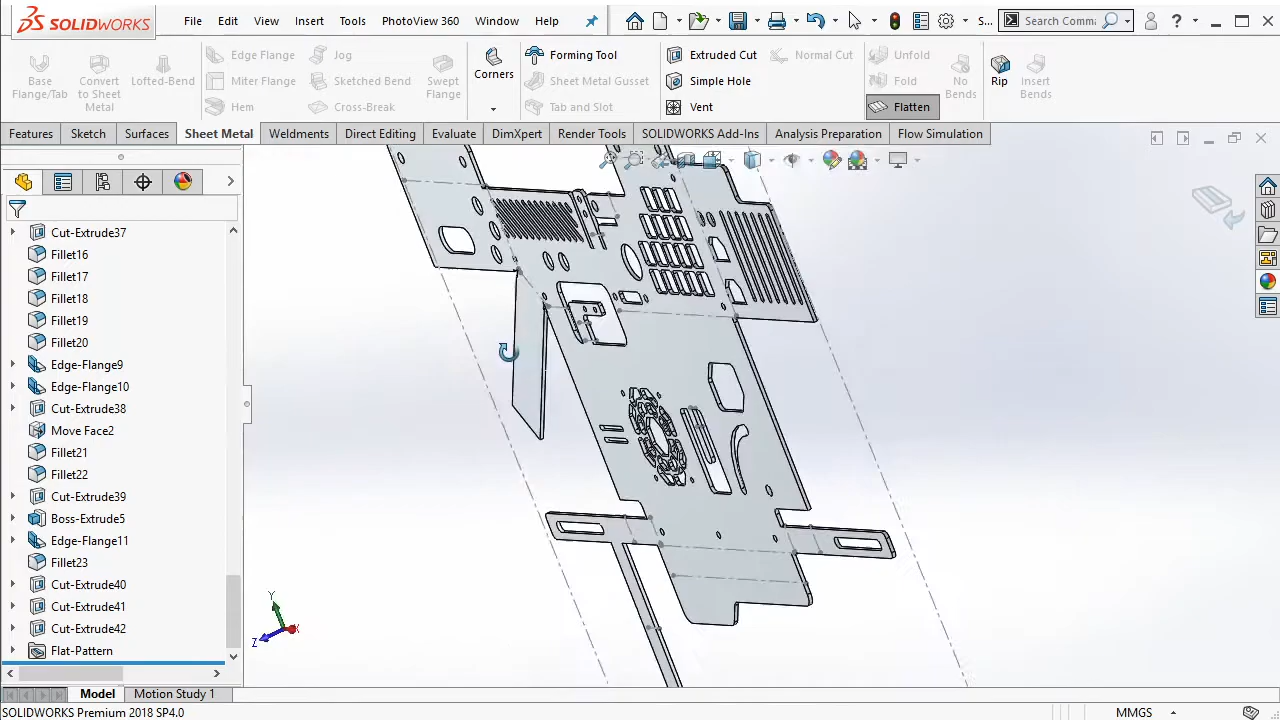 SOLIDWORKS
File Edit View Insert Tools PhotoView 360 Window Help
S...
Search Comma
?
Base Flange/Tab
Convert to Sheet Metal
Lofted-Bend
Edge Flange
Miter Flange
Hem
Jog
Sketched Bend
Cross-Break
Swept Flange
Corners
Forming Tool
Sheet Metal Gusset
Tab and Slot
Extruded Cut
Simple Hole
Vent
Normal Cut
Unfold
Fold
Flatten
No Bends
Rip
Insert Bends
Features Sketch Surfaces Sheet Metal Weldments Direct Editing Evaluate DimXpert Render Tools SOLIDWORKS Add-Ins Analysis Preparation Flow Simulation
Cut-Extrude37
Fillet16
Fillet17
Fillet18
Fillet19
Fillet20
Edge-Flange9
Edge-Flange10
Cut-Extrude38
Move Face2
Fillet21
Fillet22
Cut-Extrude39
Boss-Extrude5
Edge-Flange11
Fillet23
Cut-Extrude40
Cut-Extrude41
Cut-Extrude42
Flat-Pattern
Y
Z
X
Model Motion Study 1
SOLIDWORKS Premium 2018 SP4.0
MMGS